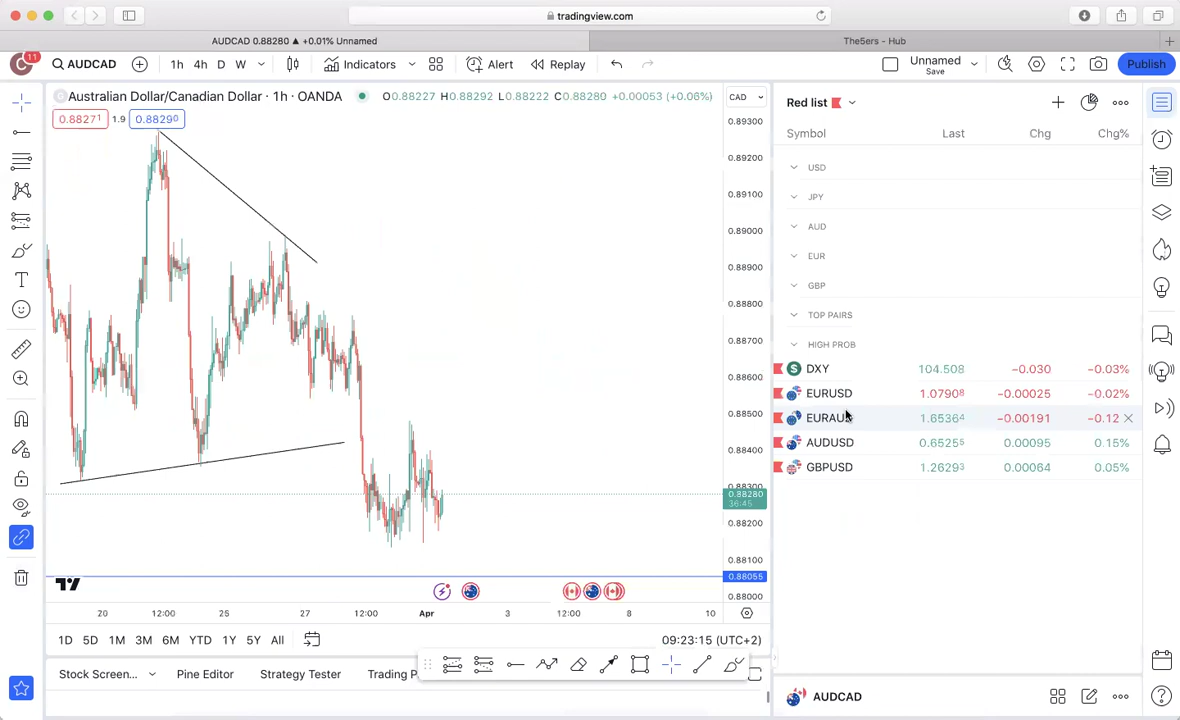 tradingview.com
AUDCAD 0.88280 ▲ +0.01% Unnamed
The5ers - Hub
C 11 AUDCAD 1h 4h D W Indicators Alert Replay Unnamed Save Publish
Australian Dollar/Canadian Dollar · 1h · OANDA O0.88227 H0.88292 L0.88222 C0.88280 +0.00053 (+0.06%) CAD
0.88271 1.9 0.88290
Red list
Symbol Last Chg Chg%
USD
JPY
AUD
EUR
GBP
TOP PAIRS
HIGH PROB
DXY 104.508 −0.030 −0.03%
EURUSD 1.07908 −0.00025 −0.02%
1.65364 −0.00191 −0.12
AUDUSD 0.65255 0.00095 0.15%
GBPUSD 1.26293 0.00064 0.05%
0.89300
0.89200
0.89100
0.89000
0.88900
0.88800
0.88700
0.88600
0.88500
0.88400
0.88300
0.88280
36:45
0.88200
0.88100
0.88055
0.88000
20 12:00 25 27 12:00 Apr 3 12:00 8 10
1D 5D 1M 3M 6M YTD 1Y 5Y All 09:23:15 (UTC+2)
Stock Screen... Pine Editor Strategy Tester Trading P
AUDCAD